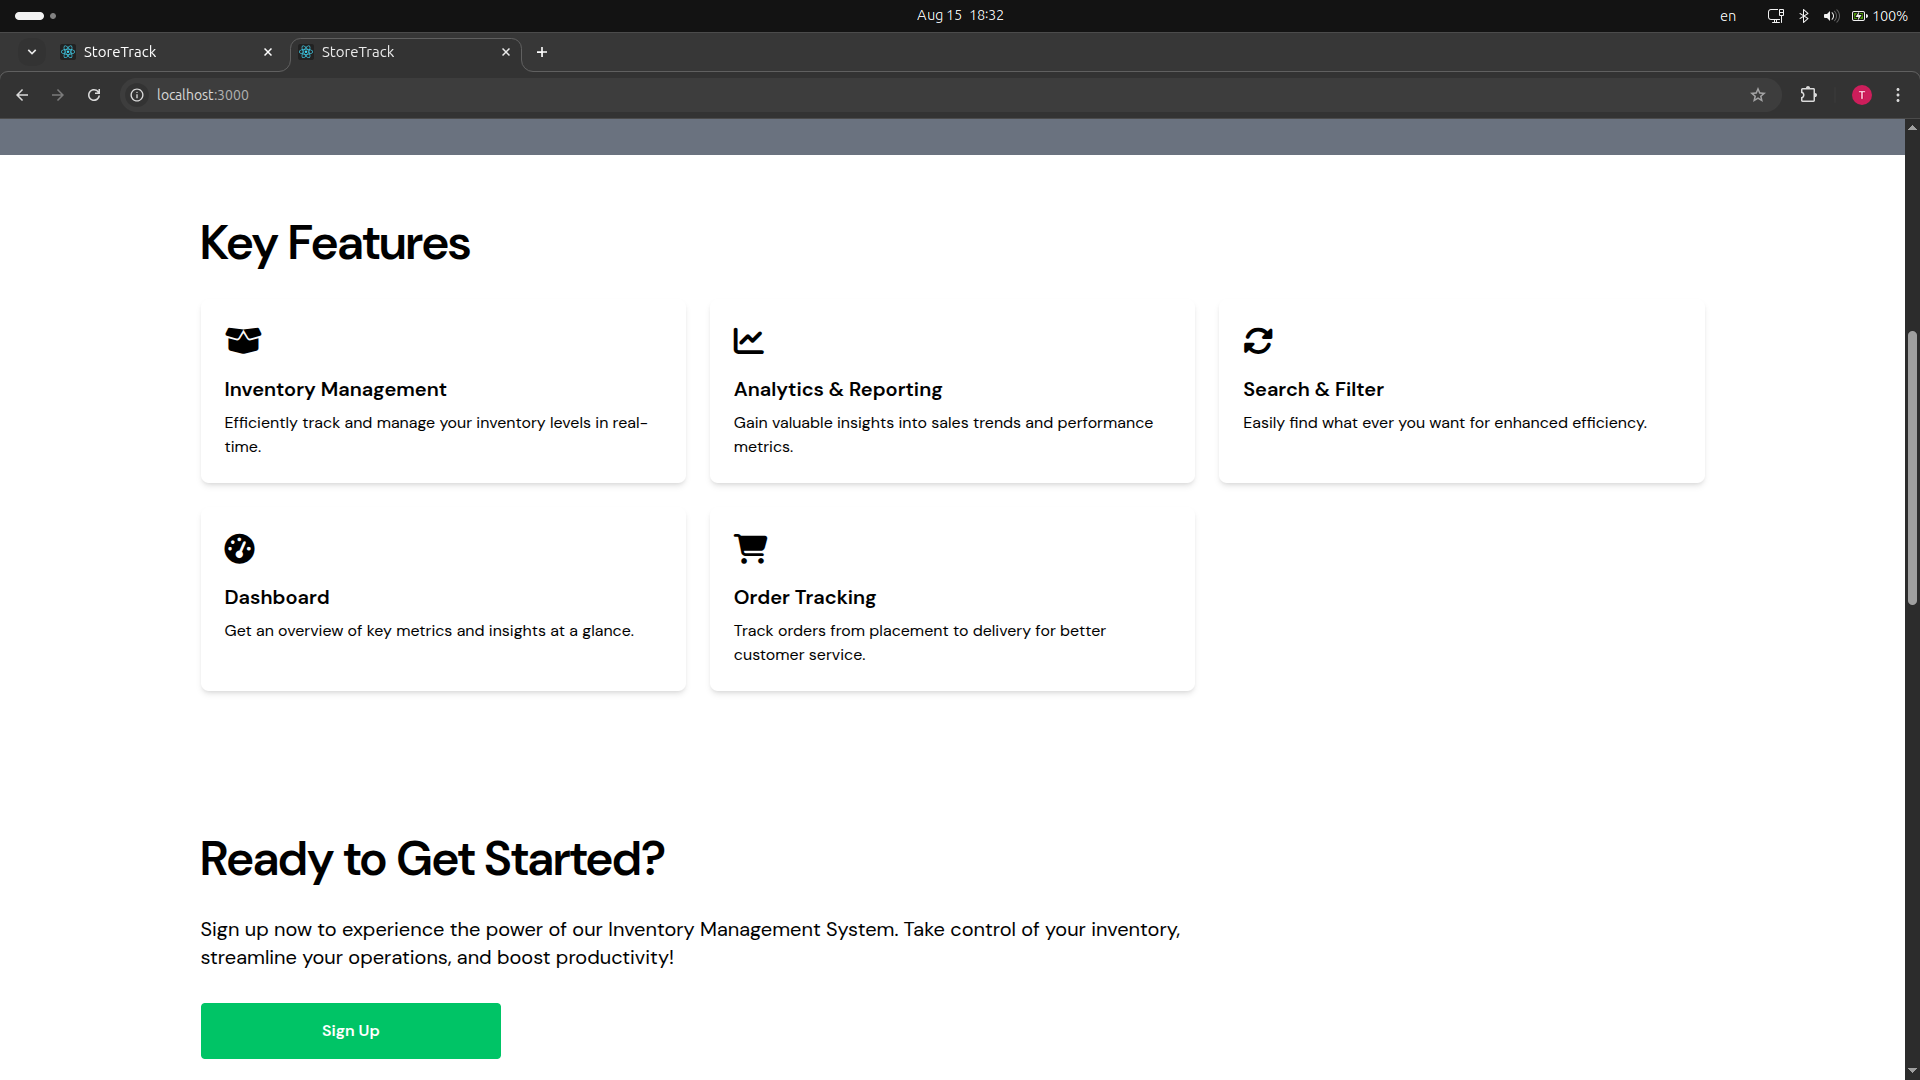 Aug 15 18:32
en
100%
StoreTrack
StoreTrack
localhost:3000
T
Key Features
Inventory Management
Efficiently track and manage your inventory levels in real-
time.
Analytics & Reporting
Gain valuable insights into sales trends and performance
metrics.
Search & Filter
Easily find what ever you want for enhanced efficiency.
Dashboard
Get an overview of key metrics and insights at a glance.
Order Tracking
Track orders from placement to delivery for better
customer service.
Ready to Get Started?
Sign up now to experience the power of our Inventory Management System. Take control of your inventory,
streamline your operations, and boost productivity!
Sign Up